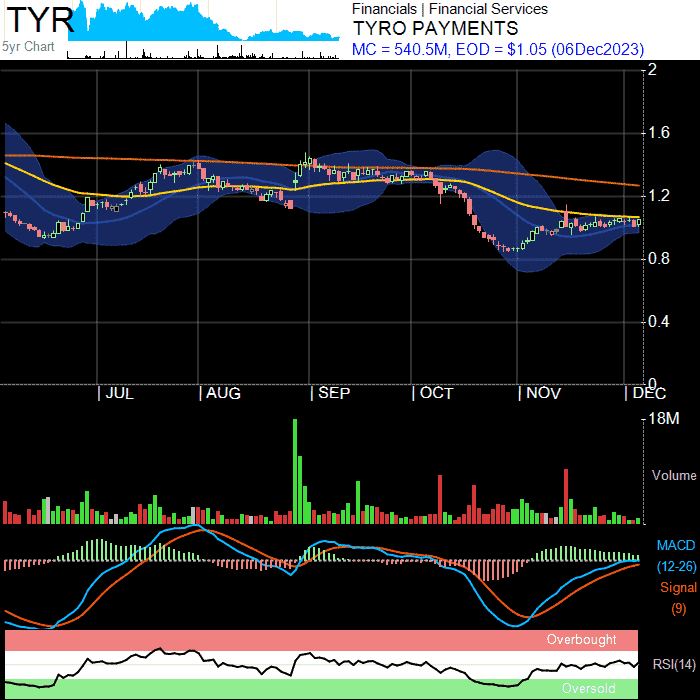 TYR
5yr Chart
Financials | Financial Services
TYRO PAYMENTS
MC = 540.5M, EOD = $1.05 (06Dec2023)
2
1.6
1.2
0.8
0.4
0
| JUL | AUG | SEP | OCT | NOV | DEC
18M
Volume
MACD
(12-26)
Signal
(9)
Overbought
RSI(14)
Oversold